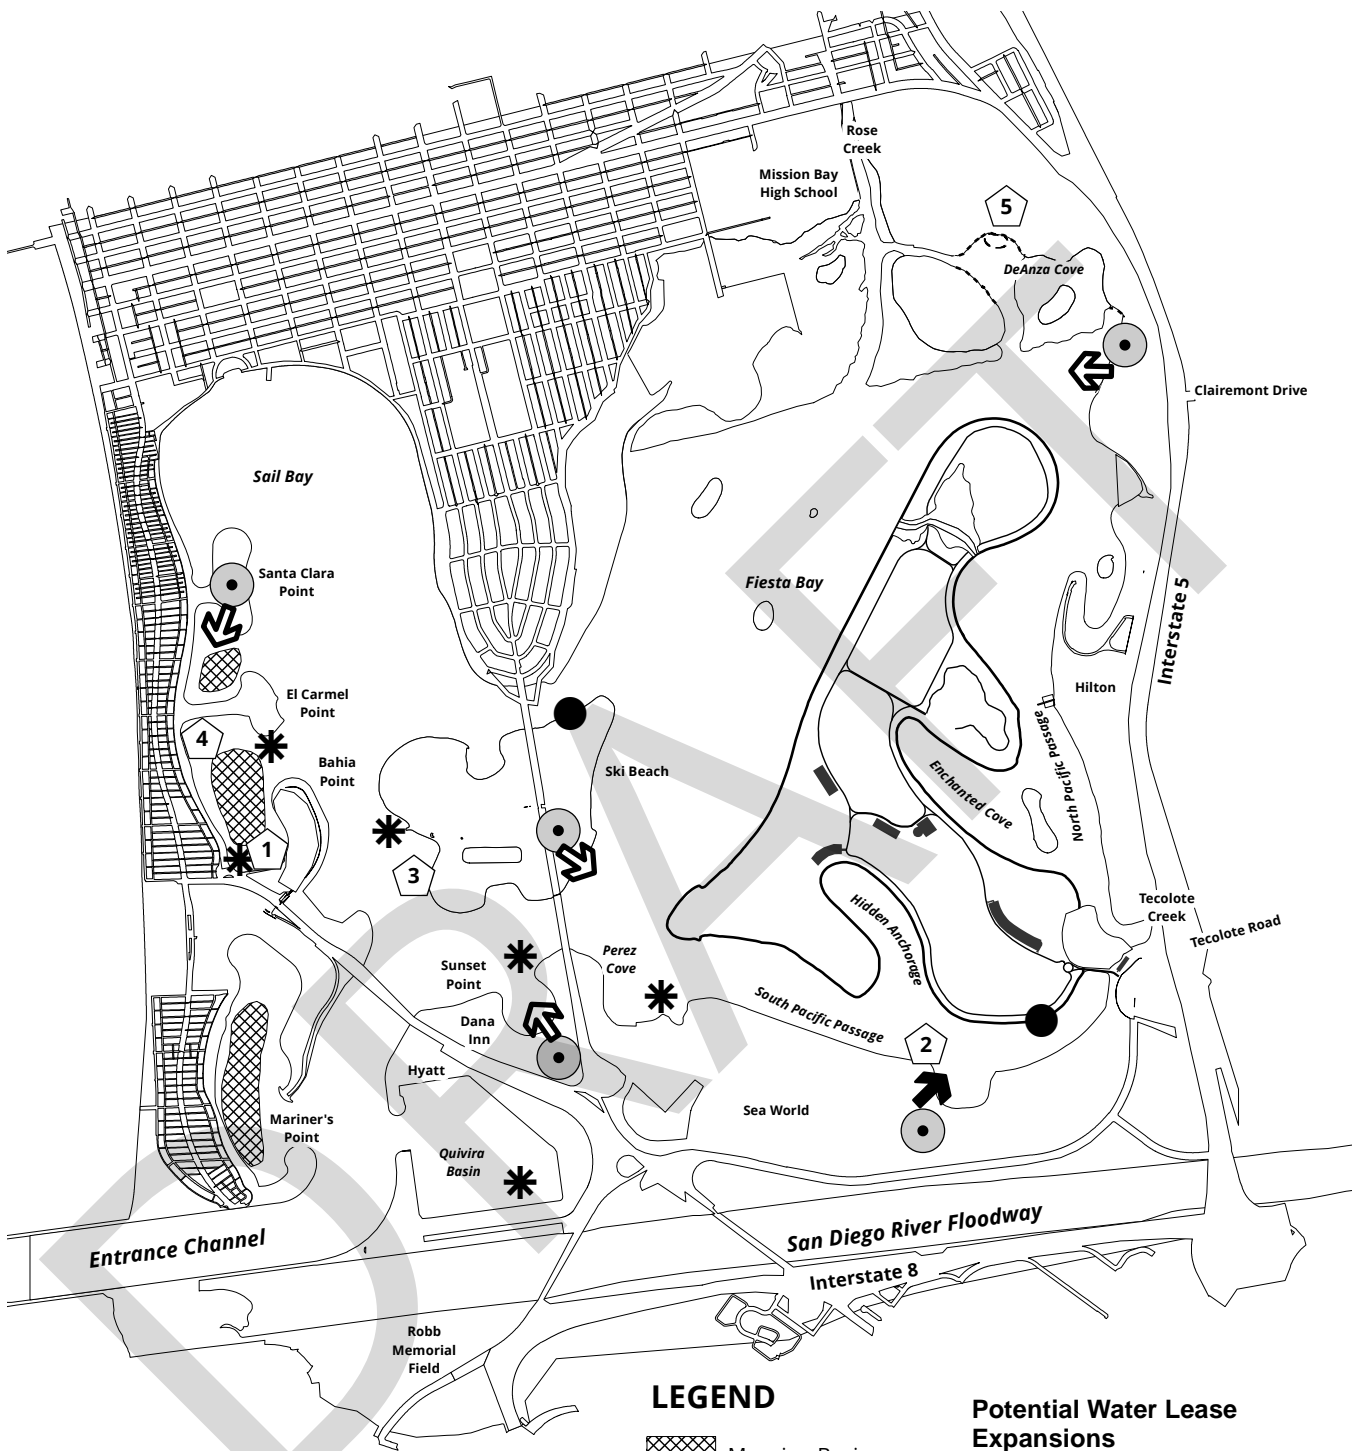 Rose
Creek
Mission Bay
High School
5
DeAnza Cove
Clairemont Drive
Sail Bay
Santa Clara
Point
Fiesta Bay
Interstate 5
El Carmel
Point
Hilton
4
Bahia
Point
Ski Beach
North Pacific Passage
Enchanted Cove
1
3
Hidden Anchorage
Tecolote
Creek
Tecolote Road
Perez
Cove
Sunset
Point
South Pacific Passage
Dana
Inn
2
Hyatt
Sea World
Mariner's
Point
Quivira
Basin
San Diego River Floodway
Entrance Channel
Interstate 8
Robb
Memorial
Field
DRAFT
LEGEND
Potential Water Lease
Expansions